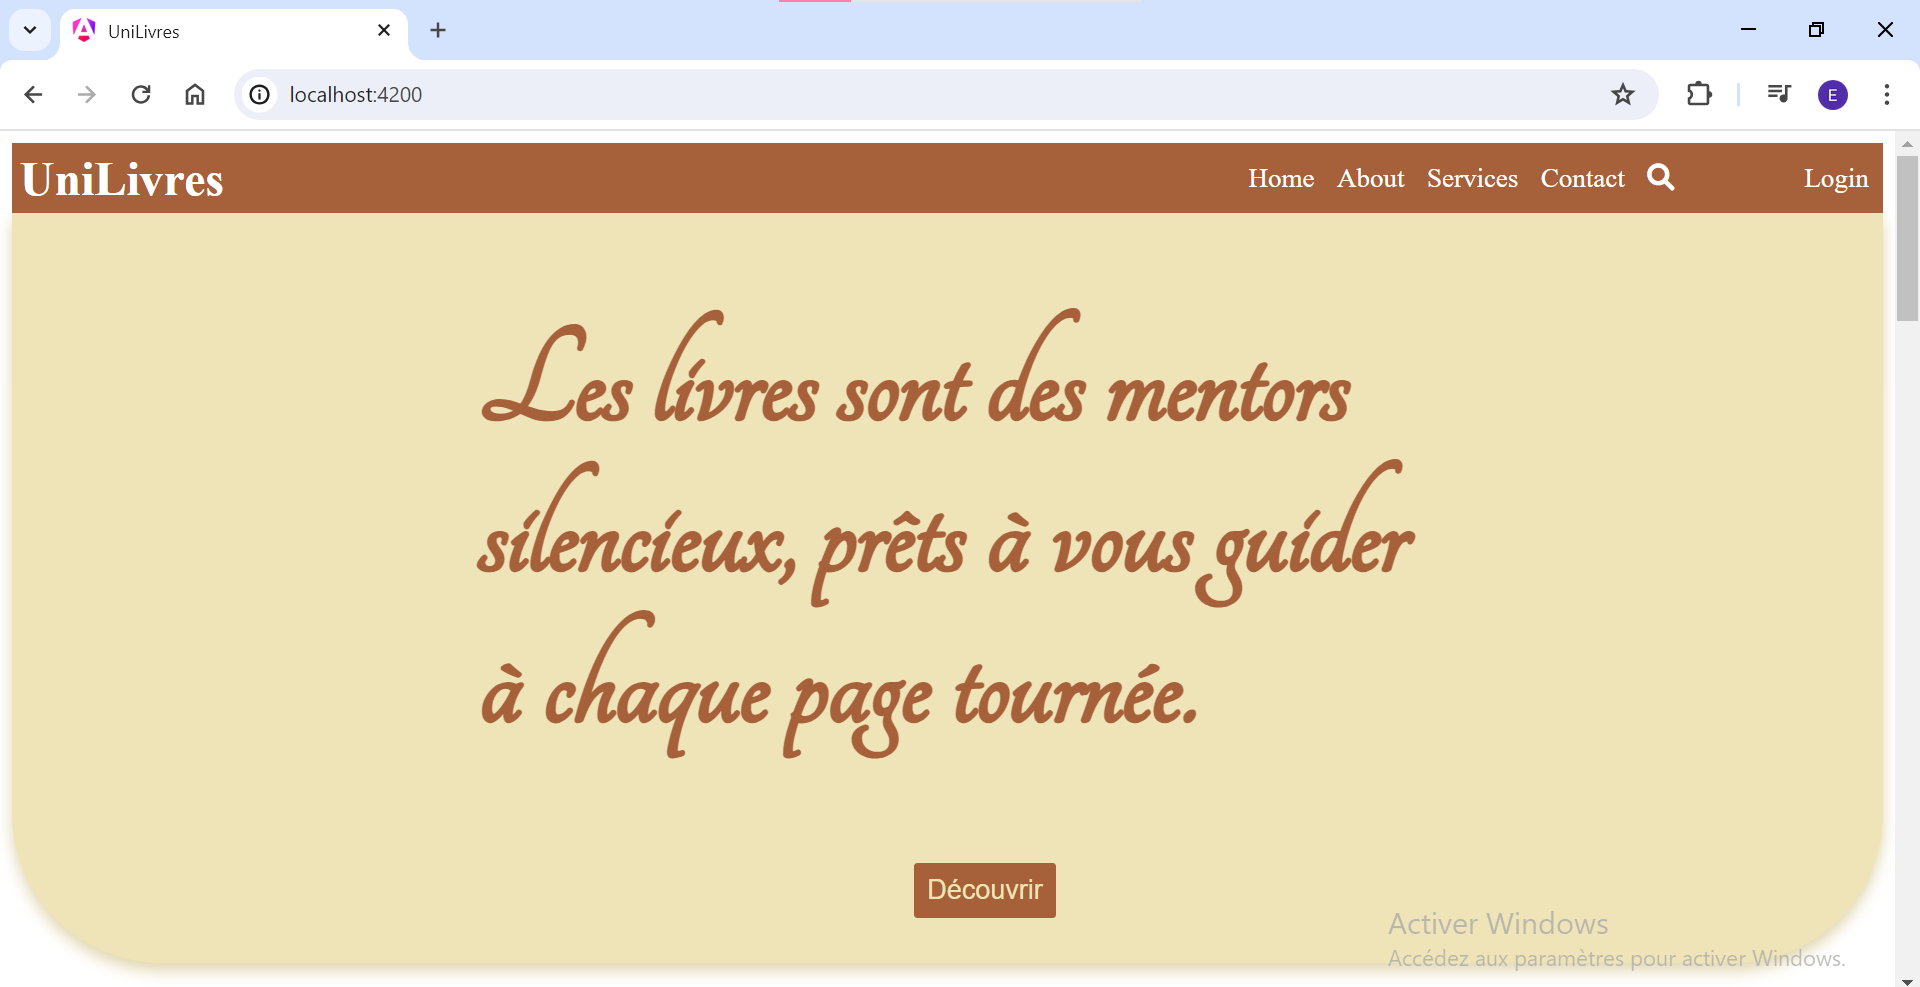 UniLivres
localhost:4200
E
UniLivres
Home About Services Contact Login
Les livres sont des mentors
silencieux, prêts à vous guider
à chaque page tournée.
Découvrir
Activer Windows
Accédez aux paramètres pour activer Windows.